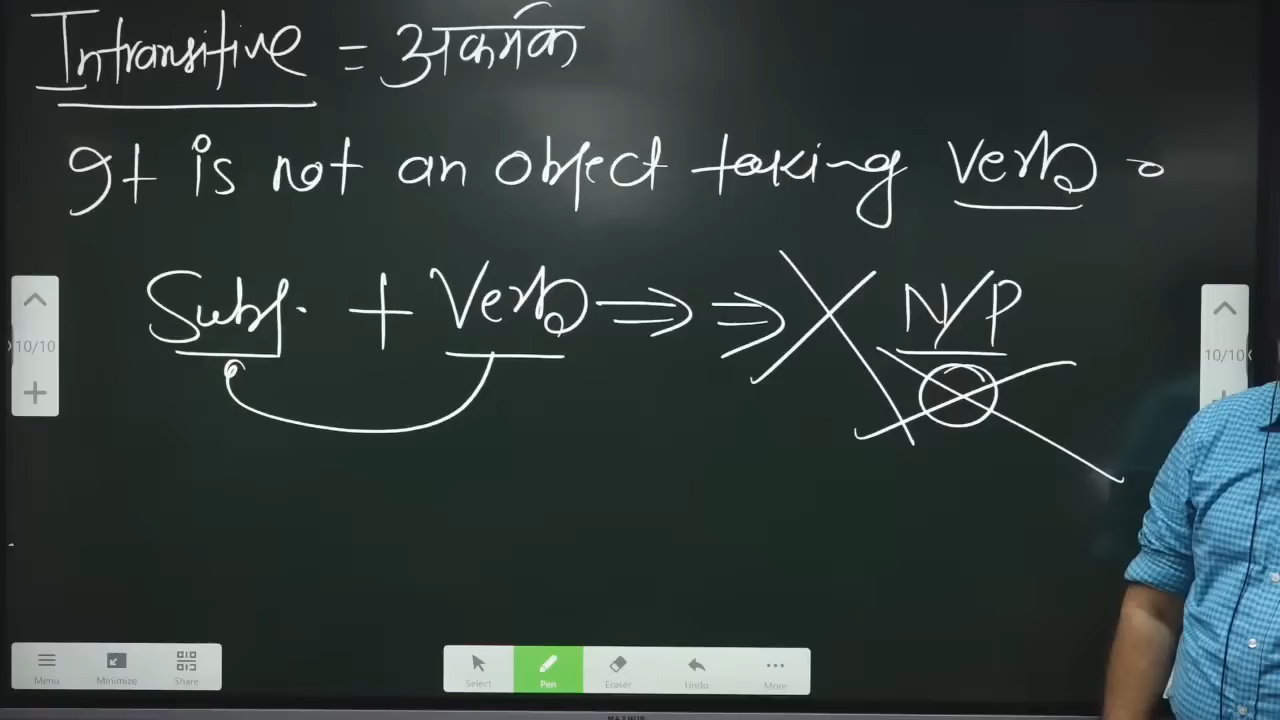 Intransitive = अकर्मक
It is not an object taking verb
Subj. + Verb ⇒ ⇒ N/P
10/10
10/10
Menu Minimize Share Select Pen Eraser Undo More